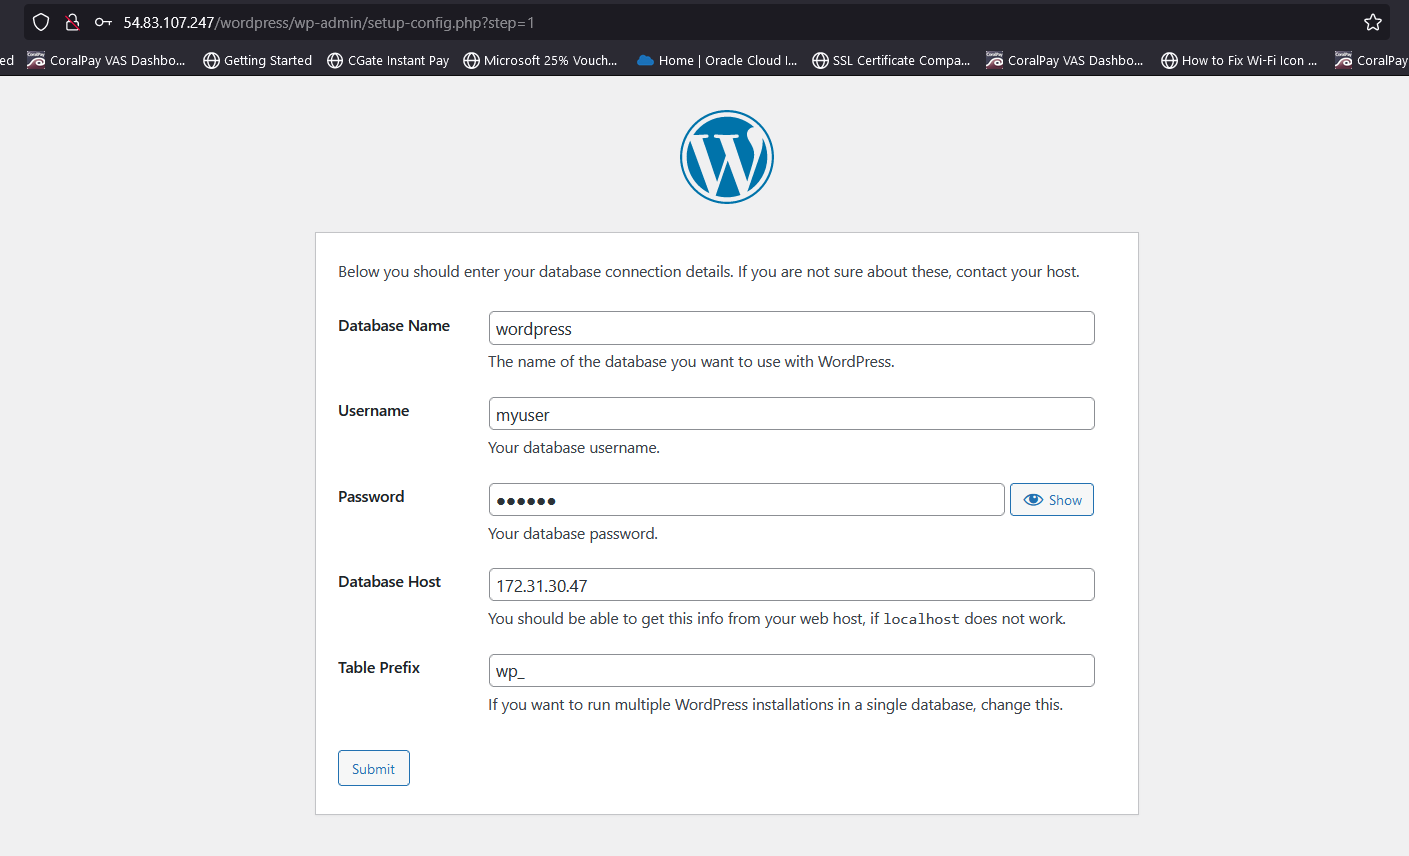 54.83.107.247/wordpress/wp-admin/setup-config.php?step=1
ed CoralPay VAS Dashbo... Getting Started CGate Instant Pay Microsoft 25% Vouch... Home | Oracle Cloud I... SSL Certificate Compa... CoralPay VAS Dashbo... How to Fix Wi-Fi Icon ... CoralPay
Below you should enter your database connection details. If you are not sure about these, contact your host.
Database Name wordpress
The name of the database you want to use with WordPress.
Username myuser
Your database username.
Password ●●●●●● Show
Your database password.
Database Host 172.31.30.47
You should be able to get this info from your web host, if localhost does not work.
Table Prefix wp_
If you want to run multiple WordPress installations in a single database, change this.
Submit